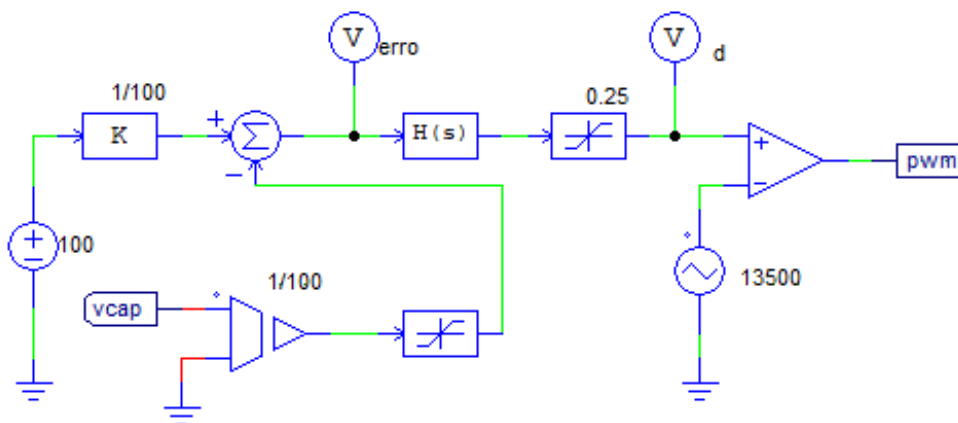 V
erro
V
d
1/100
0.25
K
+
Σ
−
H(s)
+
−
pwm
+
−
100
1/100
vcap
13500